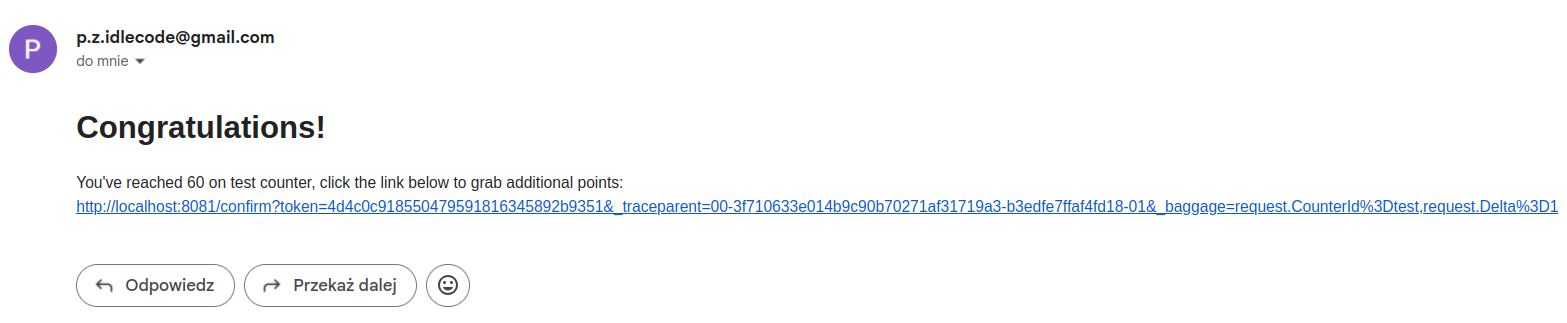 P
p.z.idlecode@gmail.com
do mnie
Congratulations!
You've reached 60 on test counter, click the link below to grab additional points:
http://localhost:8081/confirm?token=4d4c0c918550479591816345892b9351&_traceparent=00-3f710633e014b9c90b70271af31719a3-b3edfe7ffaf4fd18-01&_baggage=request.CounterId%3Dtest,request.Delta%3D1
Odpowiedz
Przekaż dalej